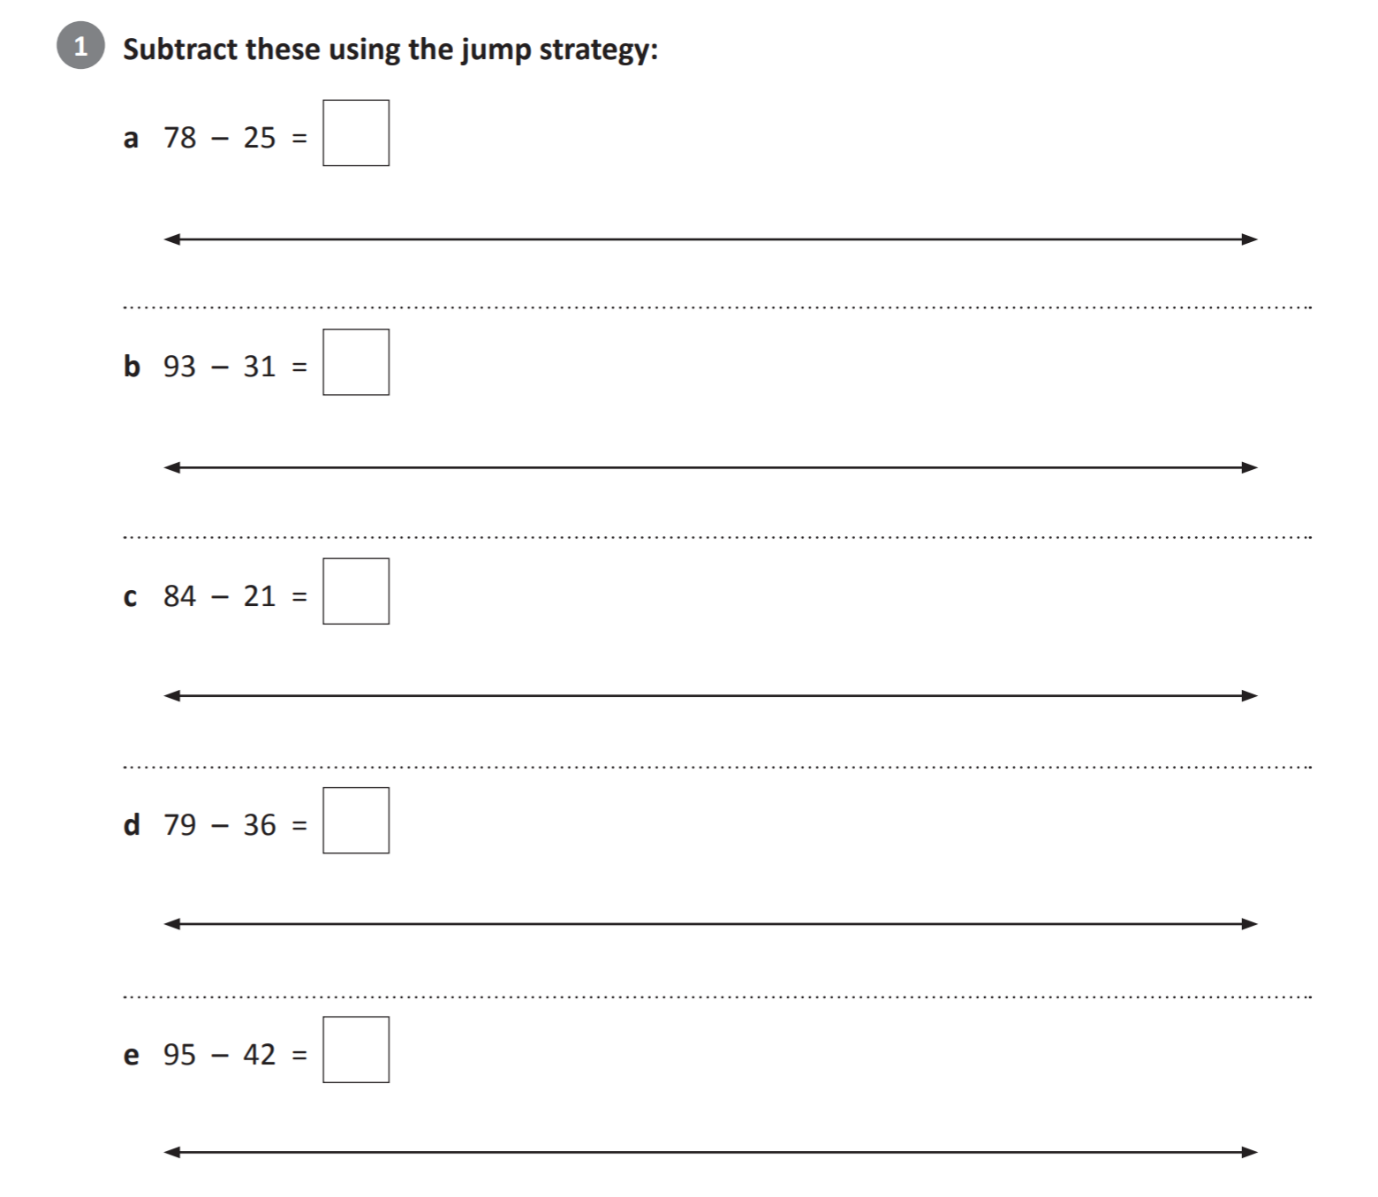 1 Subtract these using the jump strategy:
a 78 – 25 =
b 93 – 31 =
c 84 – 21 =
d 79 – 36 =
e 95 – 42 =